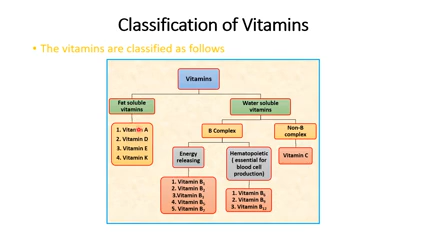 Classification of Vitamins
• The vitamins are classified as follows
Vitamins
Fat soluble
vitamins
Water soluble
vitamins
1. Vitamin A
2. Vitamin D
3. Vitamin E
4. Vitamin K
B Complex
Non-B
complex
Energy
releasing
Hematopoietic
( essential for
blood cell
production)
Vitamin C
1. Vitamin B1
2. Vitamin B2
3.Vitamin
4. Vitamin
5. Vitamin
1. Vitamin B6
2. Vitamin B9
3. Vitamin B12